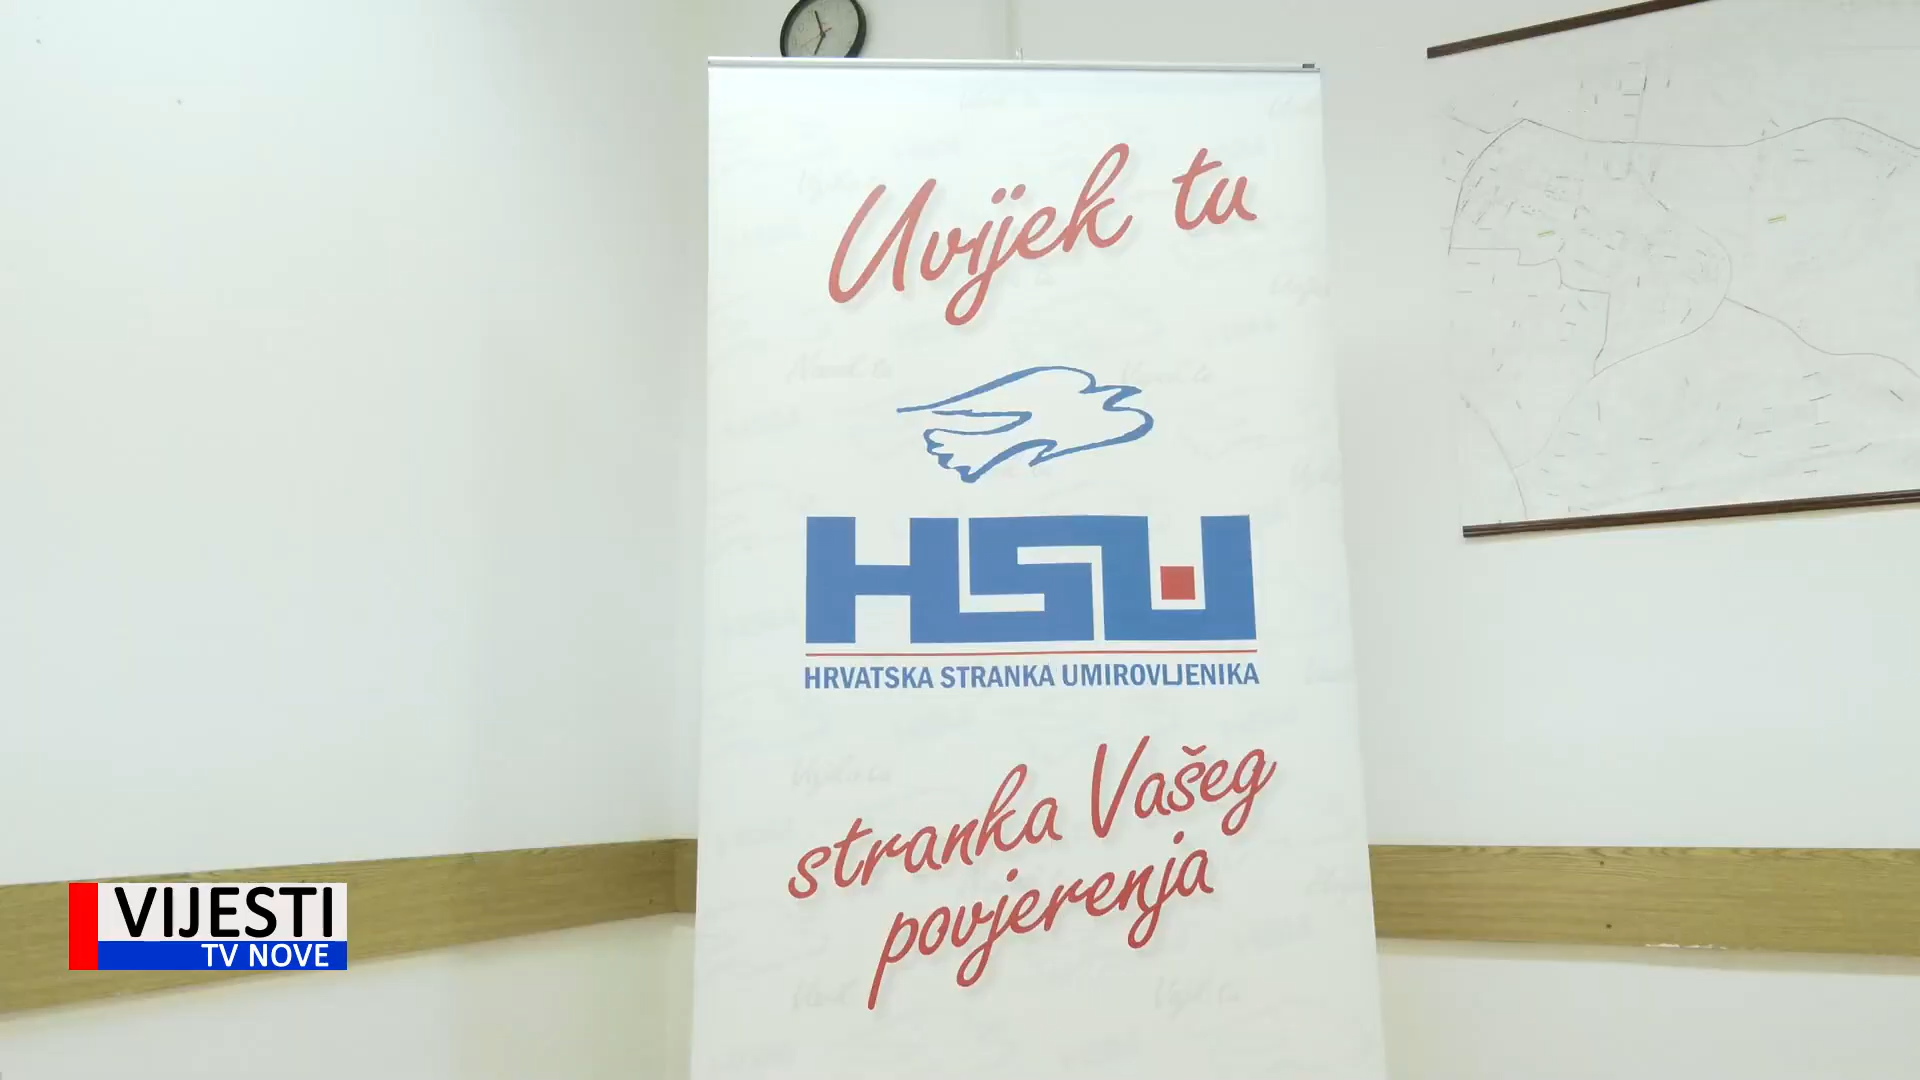 Uvijek tu
HSU
HRVATSKA STRANKA UMIROVLJENIKA
stranka Vašeg
povjerenja
VIJESTI
TV NOVE